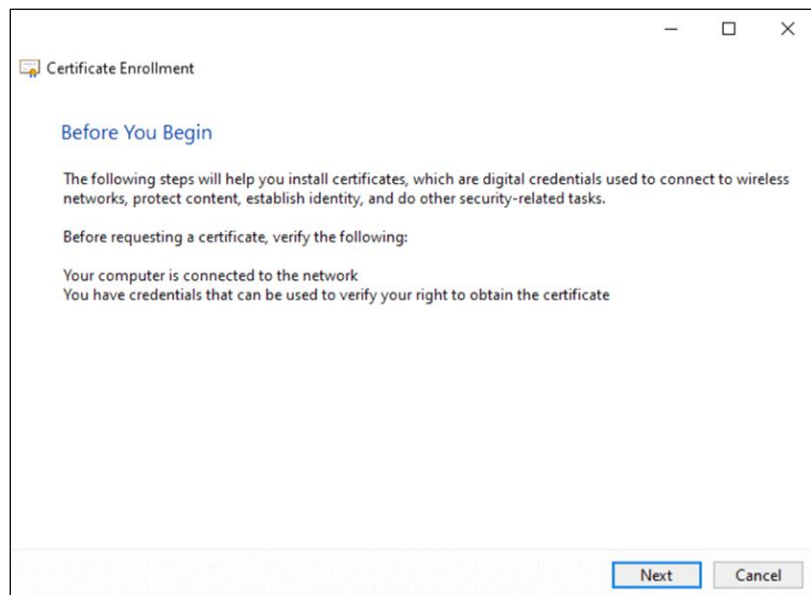 Certificate Enrollment
Before You Begin
The following steps will help you install certificates, which are digital credentials used to connect to wireless
networks, protect content, establish identity, and do other security-related tasks.
Before requesting a certificate, verify the following:
Your computer is connected to the network
You have credentials that can be used to verify your right to obtain the certificate
Next Cancel